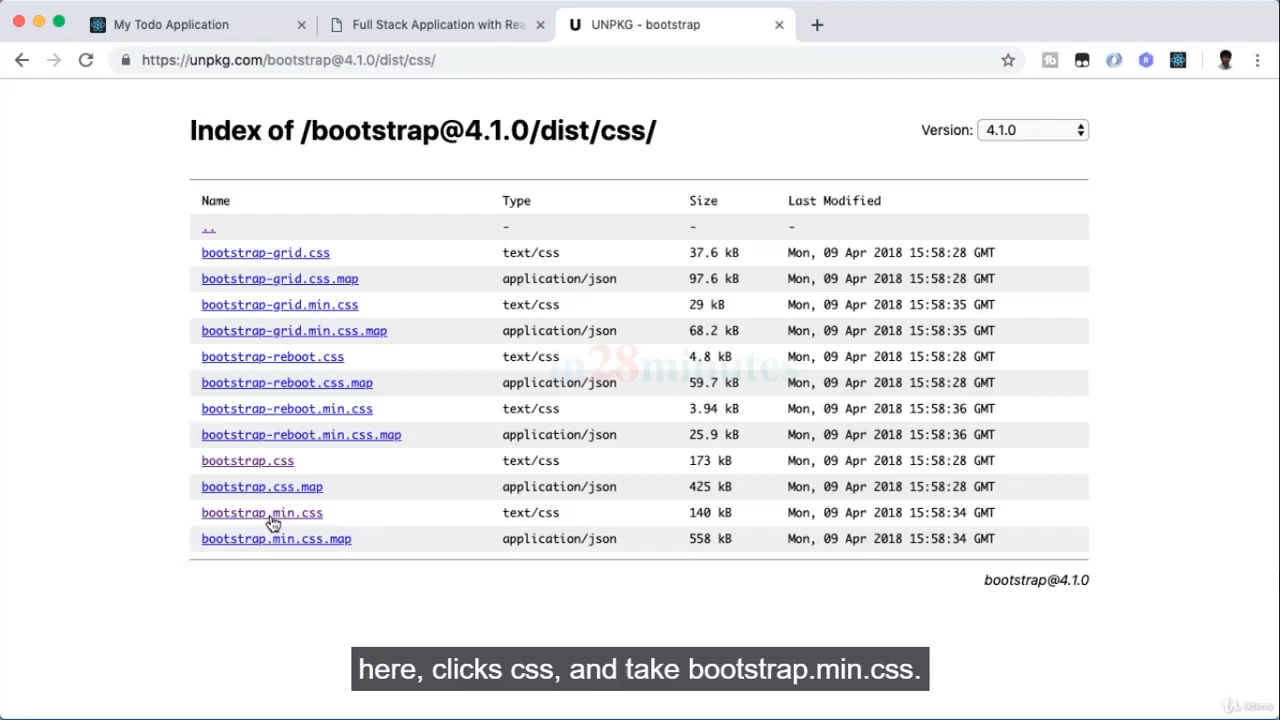 My Todo Application
Full Stack Application with Rea
U UNPKG - bootstrap
https://unpkg.com/bootstrap@4.1.0/dist/css/
Index of /bootstrap@4.1.0/dist/css/
Version: 4.1.0
Name Type Size Last Modified
.. - - -
bootstrap-grid.css text/css 37.6 kB Mon, 09 Apr 2018 15:58:28 GMT
bootstrap-grid.css.map application/json 97.6 kB Mon, 09 Apr 2018 15:58:28 GMT
bootstrap-grid.min.css text/css 29 kB Mon, 09 Apr 2018 15:58:35 GMT
bootstrap-grid.min.css.map application/json 68.2 kB Mon, 09 Apr 2018 15:58:35 GMT
bootstrap-reboot.css text/css 4.8 kB Mon, 09 Apr 2018 15:58:28 GMT
in28minutes
bootstrap-reboot.css.map application/json 59.7 kB Mon, 09 Apr 2018 15:58:28 GMT
bootstrap-reboot.min.css text/css 3.94 kB Mon, 09 Apr 2018 15:58:36 GMT
bootstrap-reboot.min.css.map application/json 25.9 kB Mon, 09 Apr 2018 15:58:36 GMT
bootstrap.css text/css 173 kB Mon, 09 Apr 2018 15:58:28 GMT
bootstrap.css.map application/json 425 kB Mon, 09 Apr 2018 15:58:28 GMT
bootstrap.min.css text/css 140 kB Mon, 09 Apr 2018 15:58:34 GMT
bootstrap.min.css.map application/json 558 kB Mon, 09 Apr 2018 15:58:34 GMT
bootstrap@4.1.0
here, clicks css, and take bootstrap.min.css.
Udemy